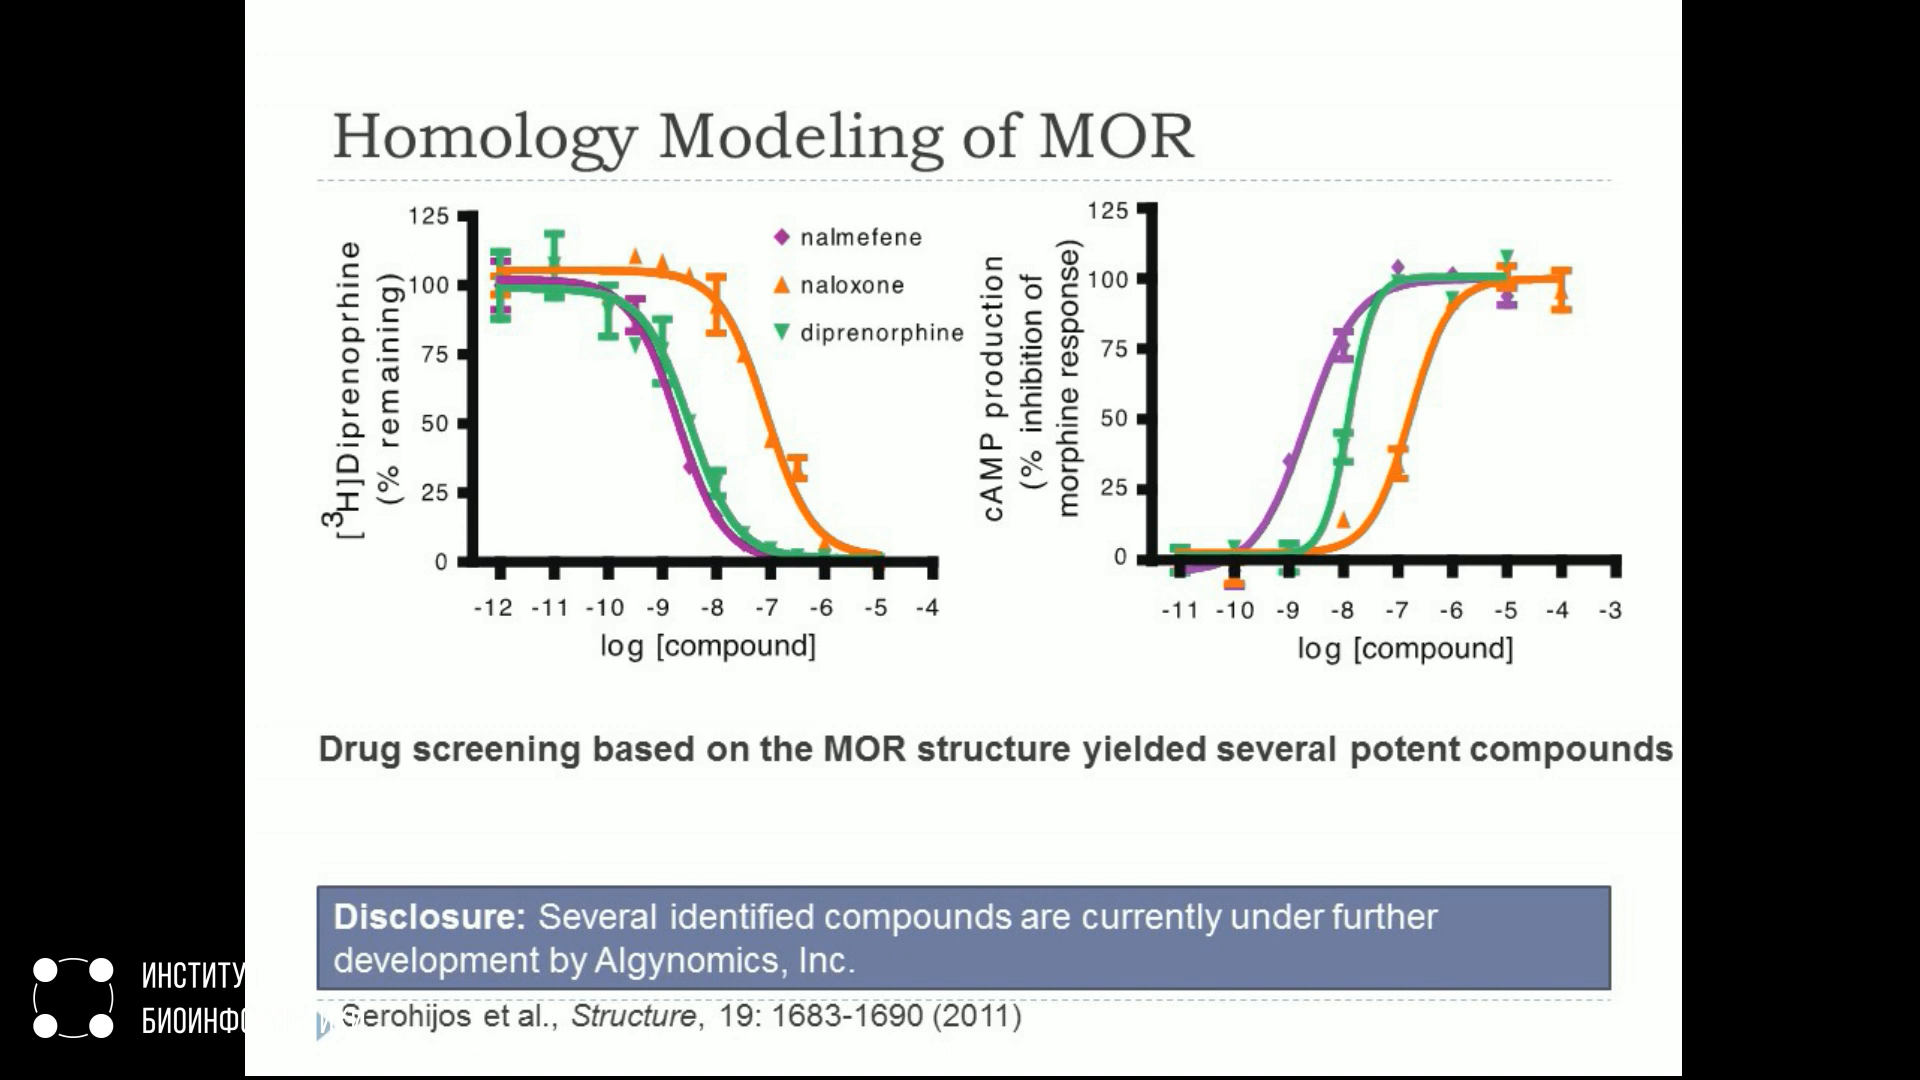 Homology Modeling of MOR
[³H]Diprenoprhine
(% remaining)
125
100
75
50
25
0
nalmefene
naloxone
diprenorphine
-12 -11 -10 -9 -8 -7 -6 -5 -4
log [compound]
cAMP production
(% inhibition of
morphine response)
125
100
75
50
25
0
-11 -10 -9 -8 -7 -6 -5 -4 -3
log [compound]
Drug screening based on the MOR structure yielded several potent compounds
Disclosure: Several identified compounds are currently under further
development by Algynomics, Inc.
Serohijos et al., Structure, 19: 1683-1690 (2011)